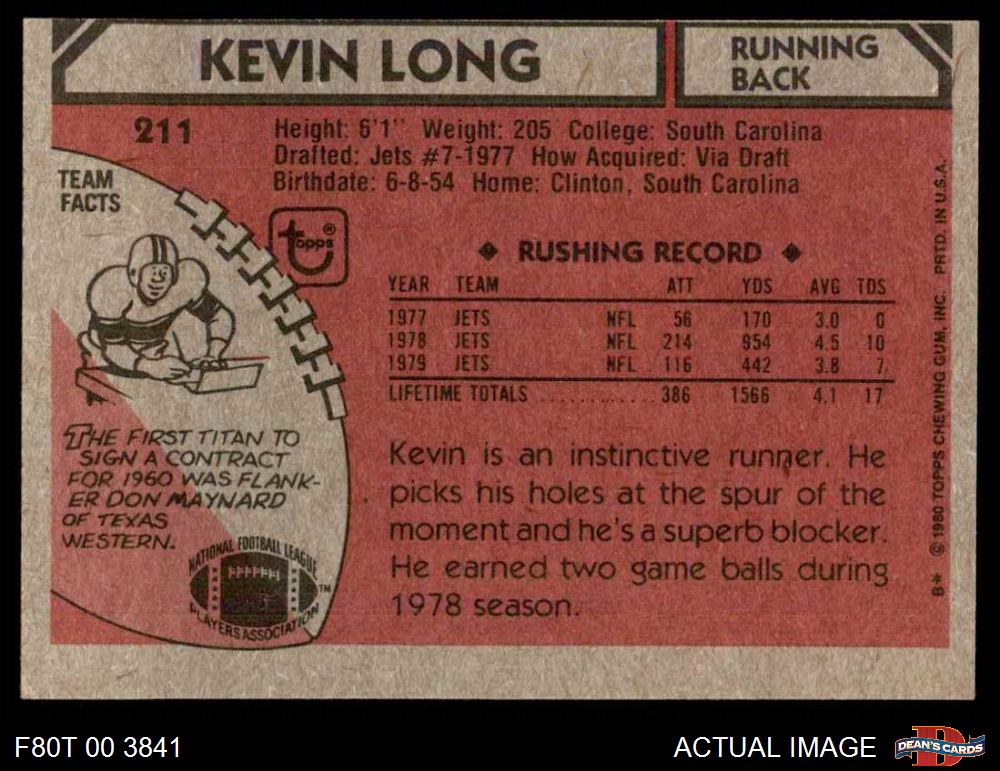 KEVIN LONG
RUNNING
BACK
211
Height: 6'1" Weight: 205 College: South Carolina
Drafted: Jets #7-1977 How Acquired: Via Draft
Birthdate: 6-8-54 Home: Clinton, South Carolina
TEAM
FACTS
topps®
THE FIRST TITAN TO
SIGN A CONTRACT
FOR 1960 WAS FLANK-
ER DON MAYNARD
OF TEXAS
WESTERN.
NATIONAL FOOTBALL LEAGUE
PLAYERS ASSOCIATION
TM
◆ RUSHING RECORD ◆
YEAR TEAM ATT YDS AVG TDS
1977 JETS NFL 56 170 3.0 0
1978 JETS NFL 214 954 4.5 10
1979 JETS NFL 116 442 3.8 7
LIFETIME TOTALS ............. 386 1566 4.1 17
Kevin is an instinctive runner. He
picks his holes at the spur of the
moment and he's a superb blocker.
He earned two game balls during
1978 season.
B* © 1980 TOPPS CHEWING GUM, INC. PRTD. IN U.S.A.
F80T 00 3841
ACTUAL IMAGE
D
DEAN'S CARDS